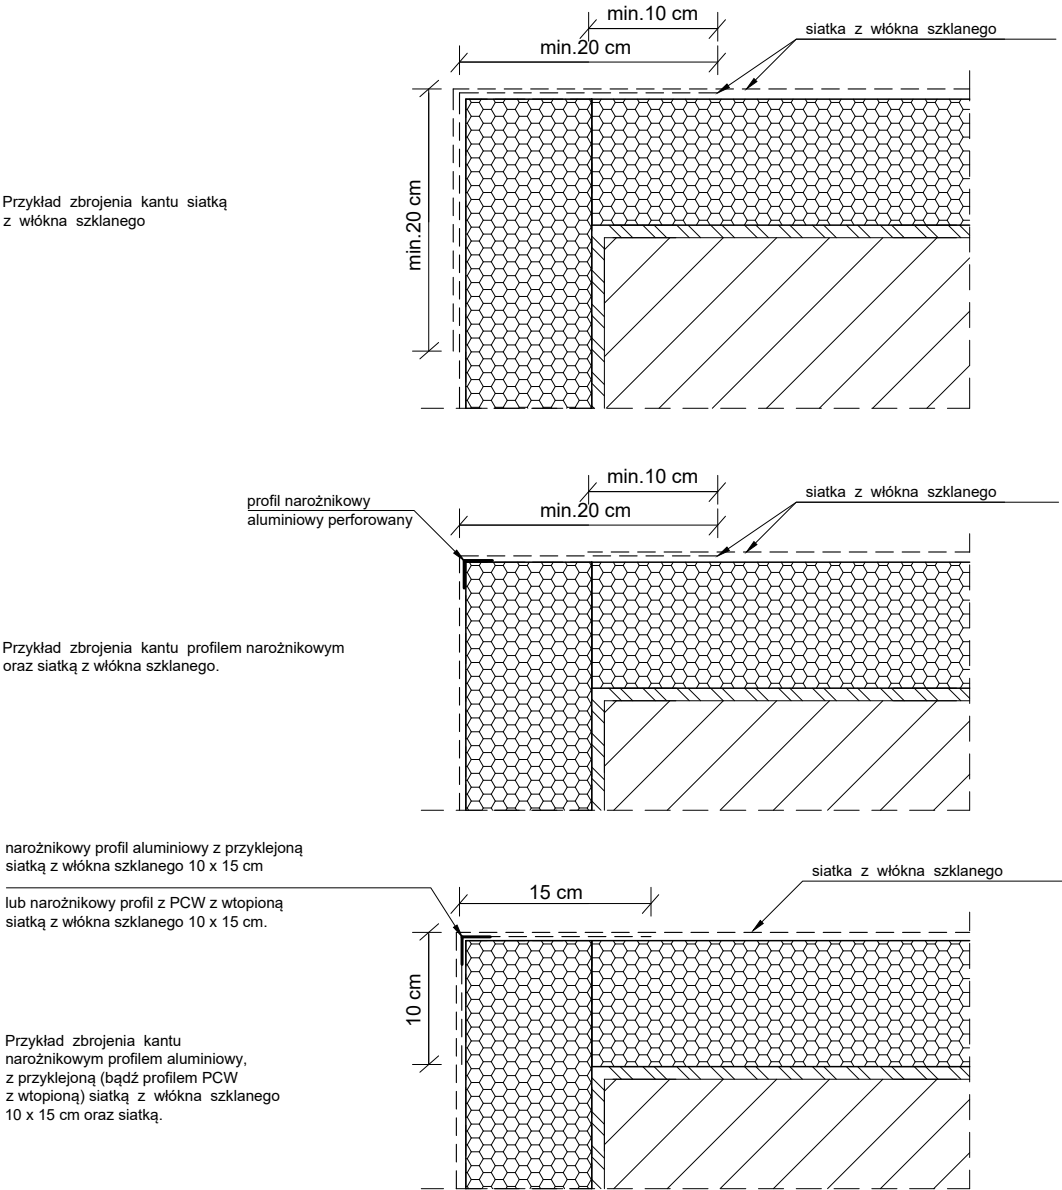 min.10 cm
siatka z włókna szklanego
min.20 cm
min.20 cm
Przykład zbrojenia kantu siatką
z włókna szklanego
min.10 cm
siatka z włókna szklanego
profil narożnikowy
aluminiowy perforowany
min.20 cm
Przykład zbrojenia kantu profilem narożnikowym
oraz siatką z włókna szklanego.
narożnikowy profil aluminiowy z przyklejoną
siatką z włókna szklanego 10 x 15 cm
lub narożnikowy profil z PCW z wtopioną
siatką z włókna szklanego 10 x 15 cm.
15 cm
siatka z włókna szklanego
10 cm
Przykład zbrojenia kantu
narożnikowym profilem aluminiowy,
z przyklejoną (bądź profilem PCW
z wtopioną) siatką z włókna szklanego
10 x 15 cm oraz siatką.